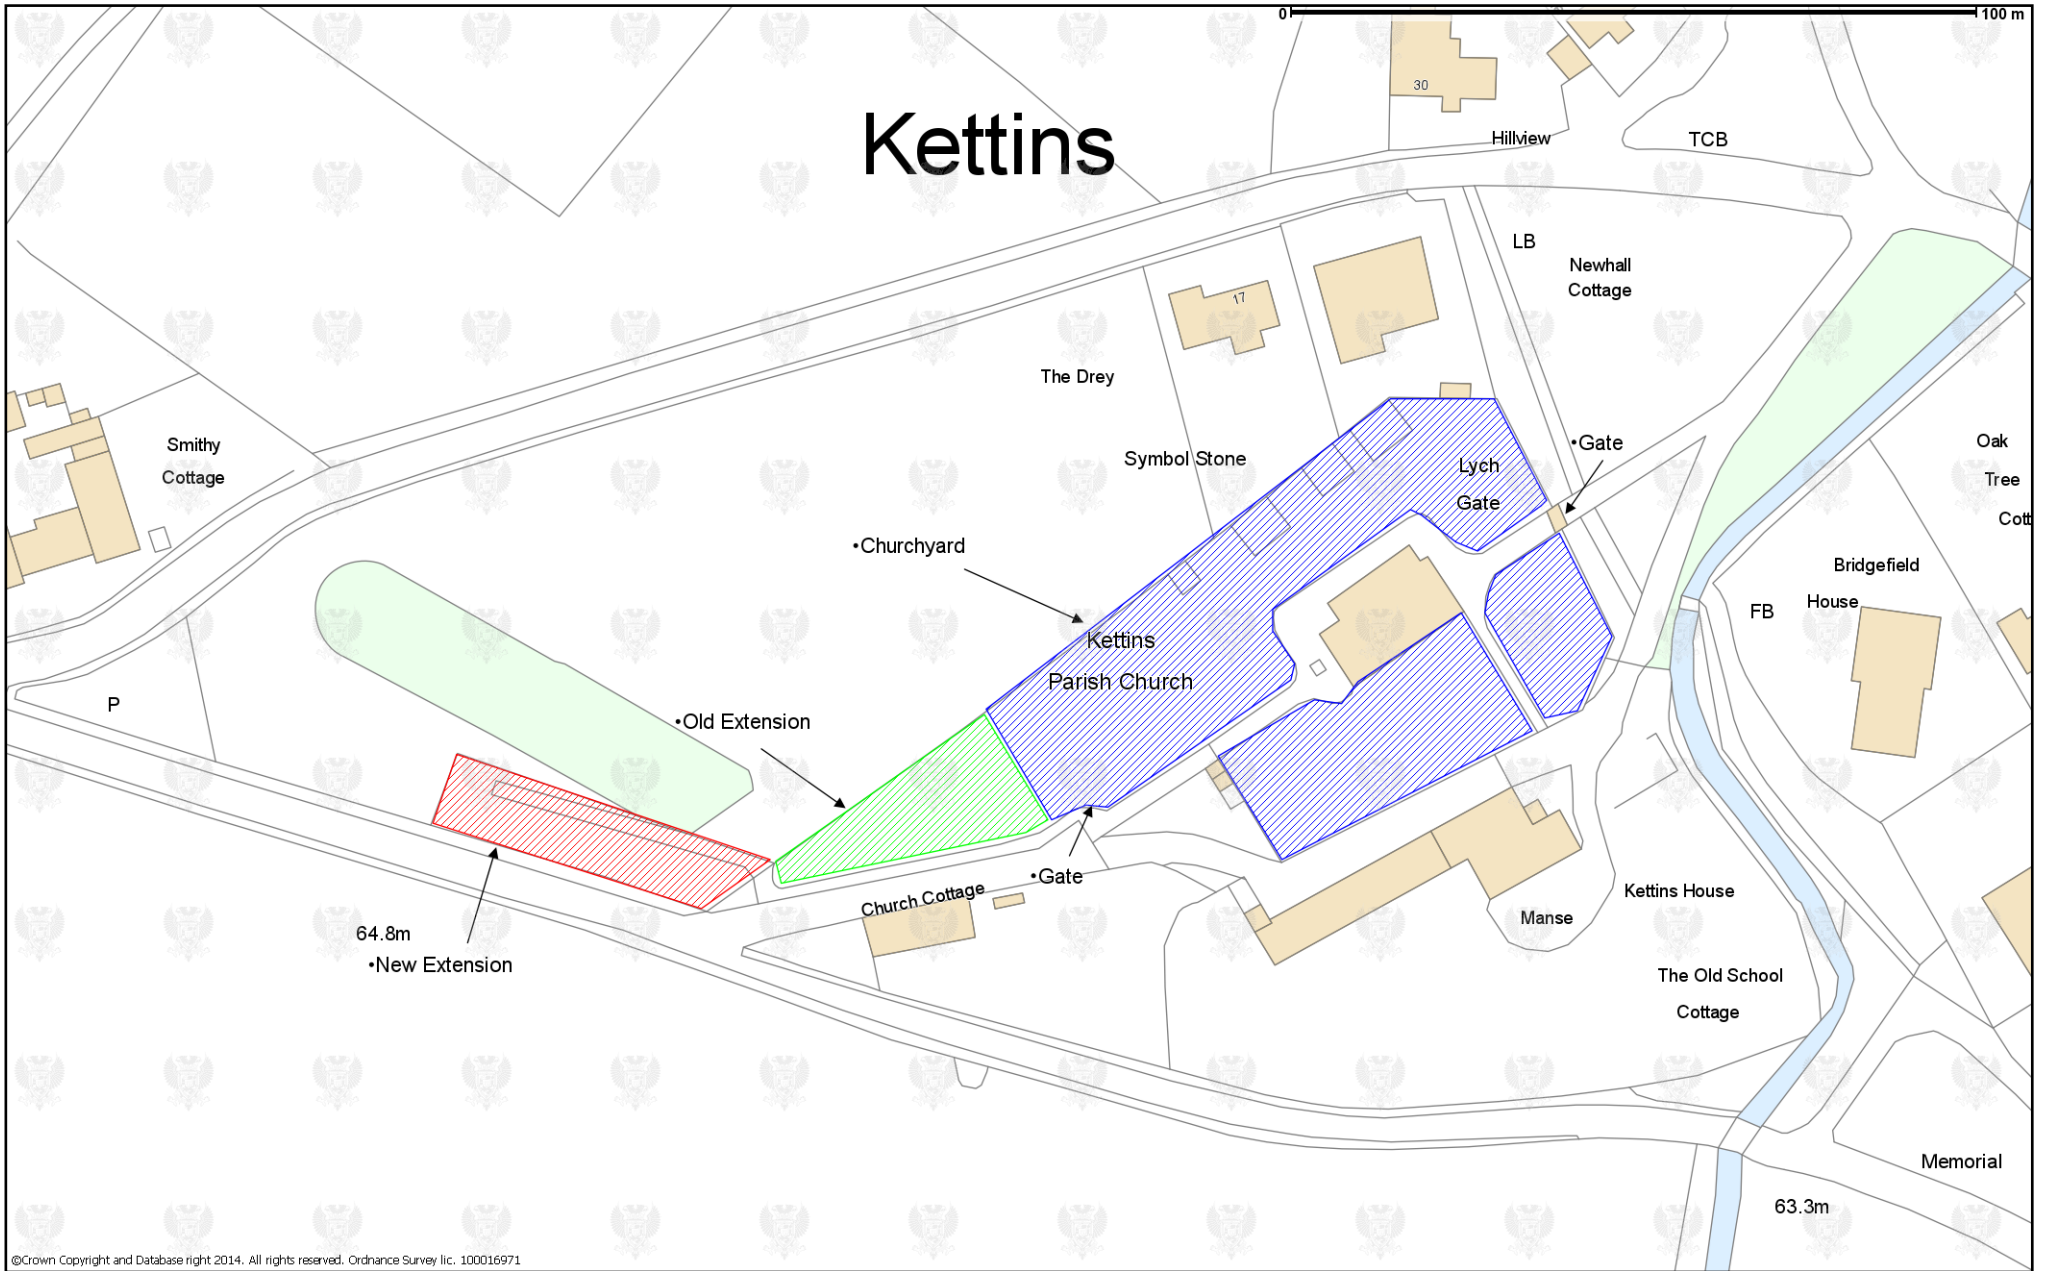 0
100 m
Kettins
30
Hillview
TCB
LB
Newhall
Cottage
17
The Drey
Smithy
Cottage
Symbol Stone
Lych
Gate
•Gate
Oak
Tree
Cott
•Churchyard
Bridgefield
House
FB
Kettins
Parish Church
P
•Old Extension
•Gate
Church Cottage
Kettins House
Manse
64.8m
•New Extension
The Old School
Cottage
Memorial
63.3m
©Crown Copyright and Database right 2014. All rights reserved. Ordnance Survey lic. 100016971